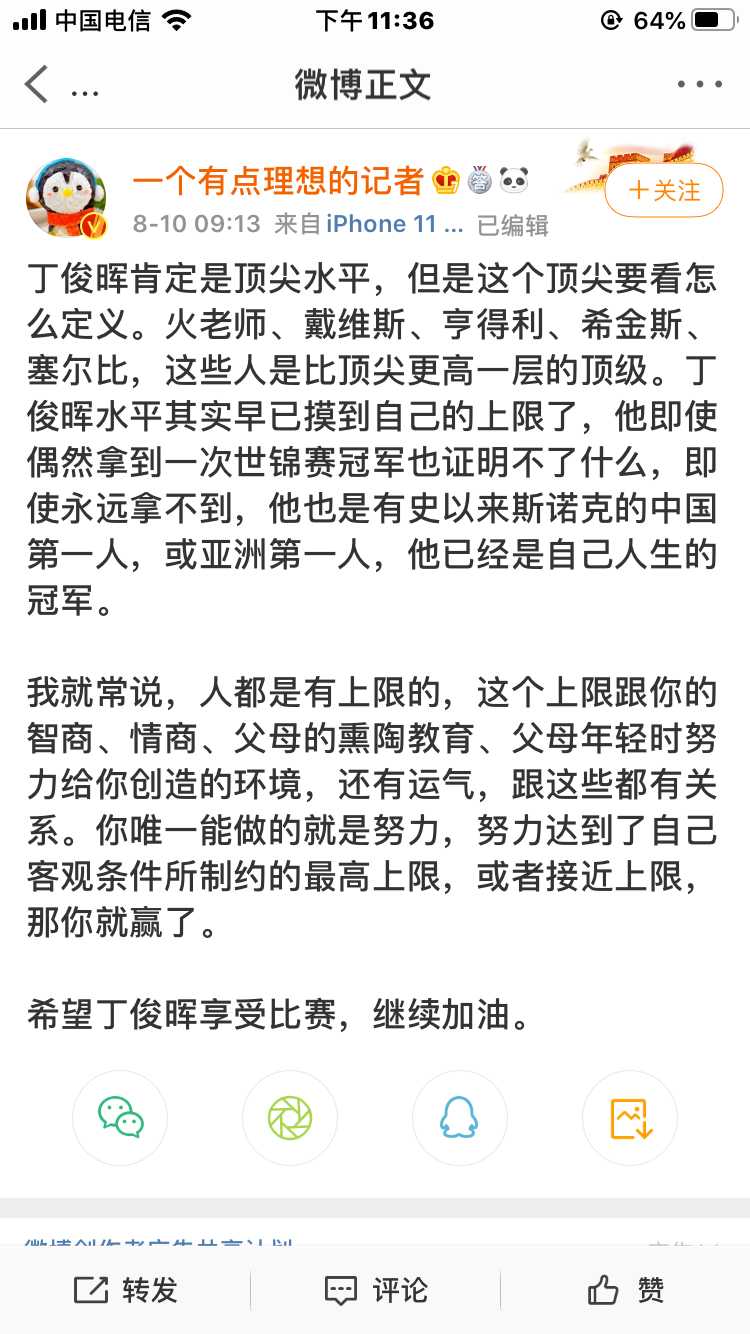 中国电信 下午11:36 64%
... 微博正文
一个有点理想的记者
+关注
8-10 09:13 来自 iPhone 11 ... 已编辑
丁俊晖肯定是顶尖水平，但是这个顶尖要看怎
么定义。火老师、戴维斯、亨得利、希金斯、
塞尔比，这些人是比顶尖更高一层的顶级。丁
俊晖水平其实早已摸到自己的上限了，他即使
偶然拿到一次世锦赛冠军也证明不了什么，即
使永远拿不到，他也是有史以来斯诺克的中国
第一人，或亚洲第一人，他已经是自己人生的
冠军。
我就常说，人都是有上限的，这个上限跟你的
智商、情商、父母的熏陶教育、父母年轻时努
力给你创造的环境，还有运气，跟这些都有关
系。你唯一能做的就是努力，努力达到了自己
客观条件所制约的最高上限，或者接近上限，
那你就赢了。
希望丁俊晖享受比赛，继续加油。
微博创作者广告共享计划
转发 评论 赞